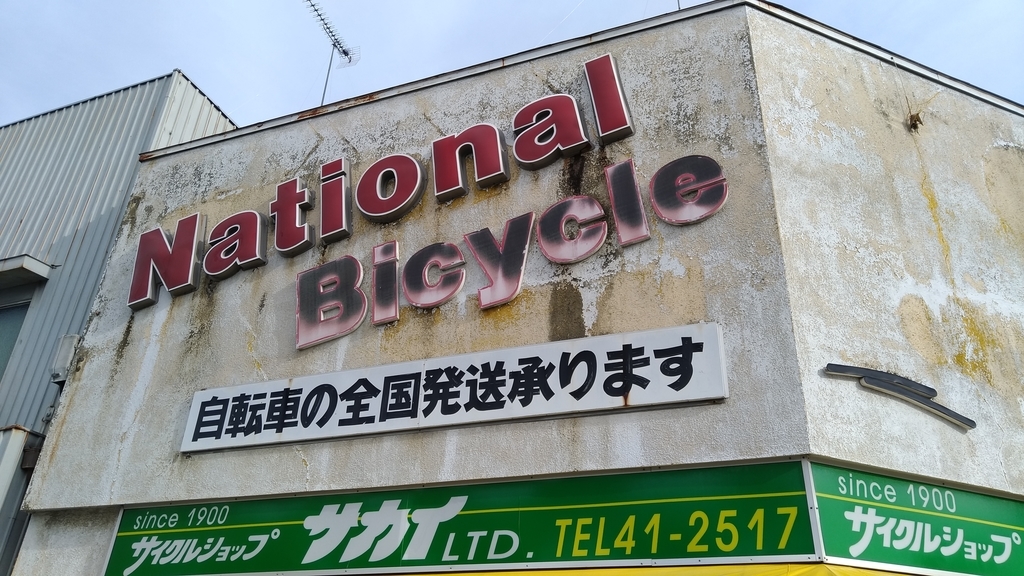 National
Bicycle
自転車の全国発送承ります
since 1900
サイクルショップ サカイ LTD. TEL41-2517
since 1900
サイクルショップ